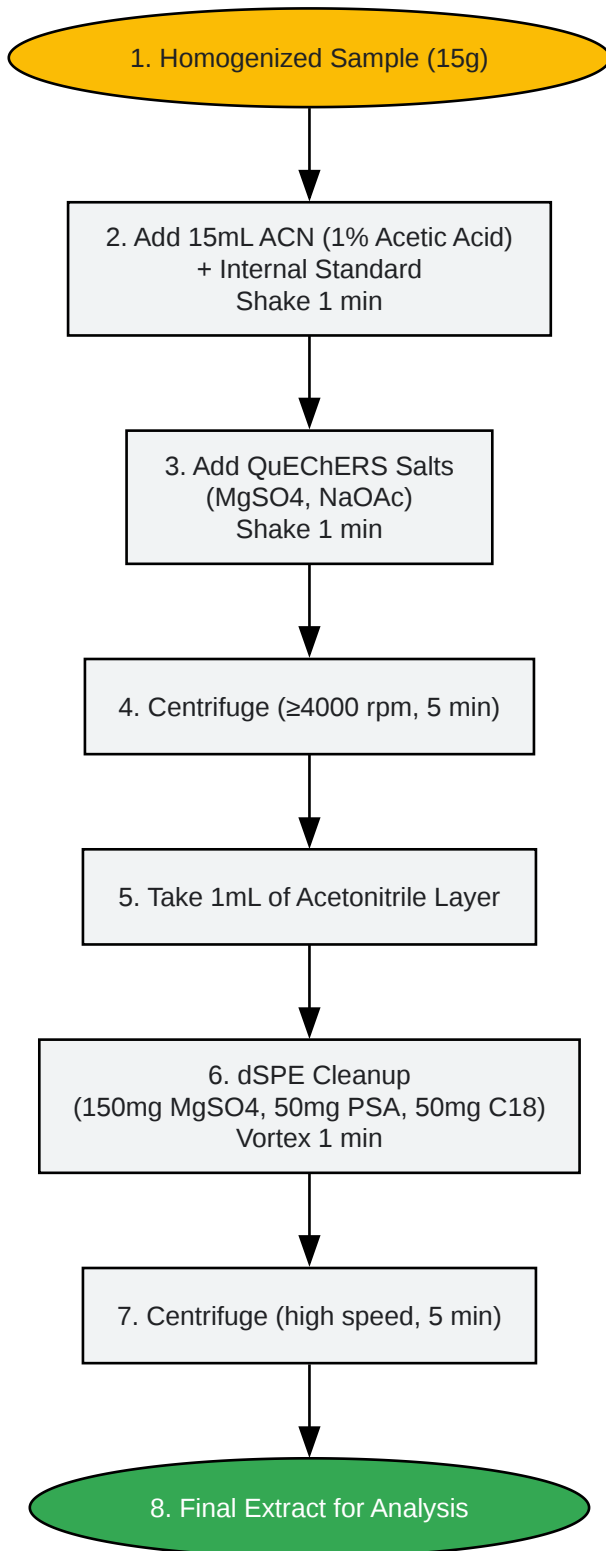 1. Homogenized Sample (15g)
2. Add 15mL ACN (1% Acetic Acid)
+ Internal Standard
Shake 1 min
3. Add QuEChERS Salts
(MgSO4, NaOAc)
Shake 1 min
4. Centrifuge (≥4000 rpm, 5 min)
5. Take 1mL of Acetonitrile Layer
6. dSPE Cleanup
(150mg MgSO4, 50mg PSA, 50mg C18)
Vortex 1 min
7. Centrifuge (high speed, 5 min)
8. Final Extract for Analysis